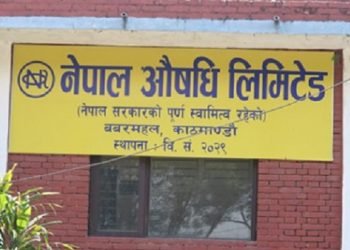 नेपाल औषधि लिमिटेड
(नेपाल सरकारको पूर्ण स्वामित्व रहेको)
बबरमहल, काठमाण्डौ
स्थापना : वि. सं. २०२९